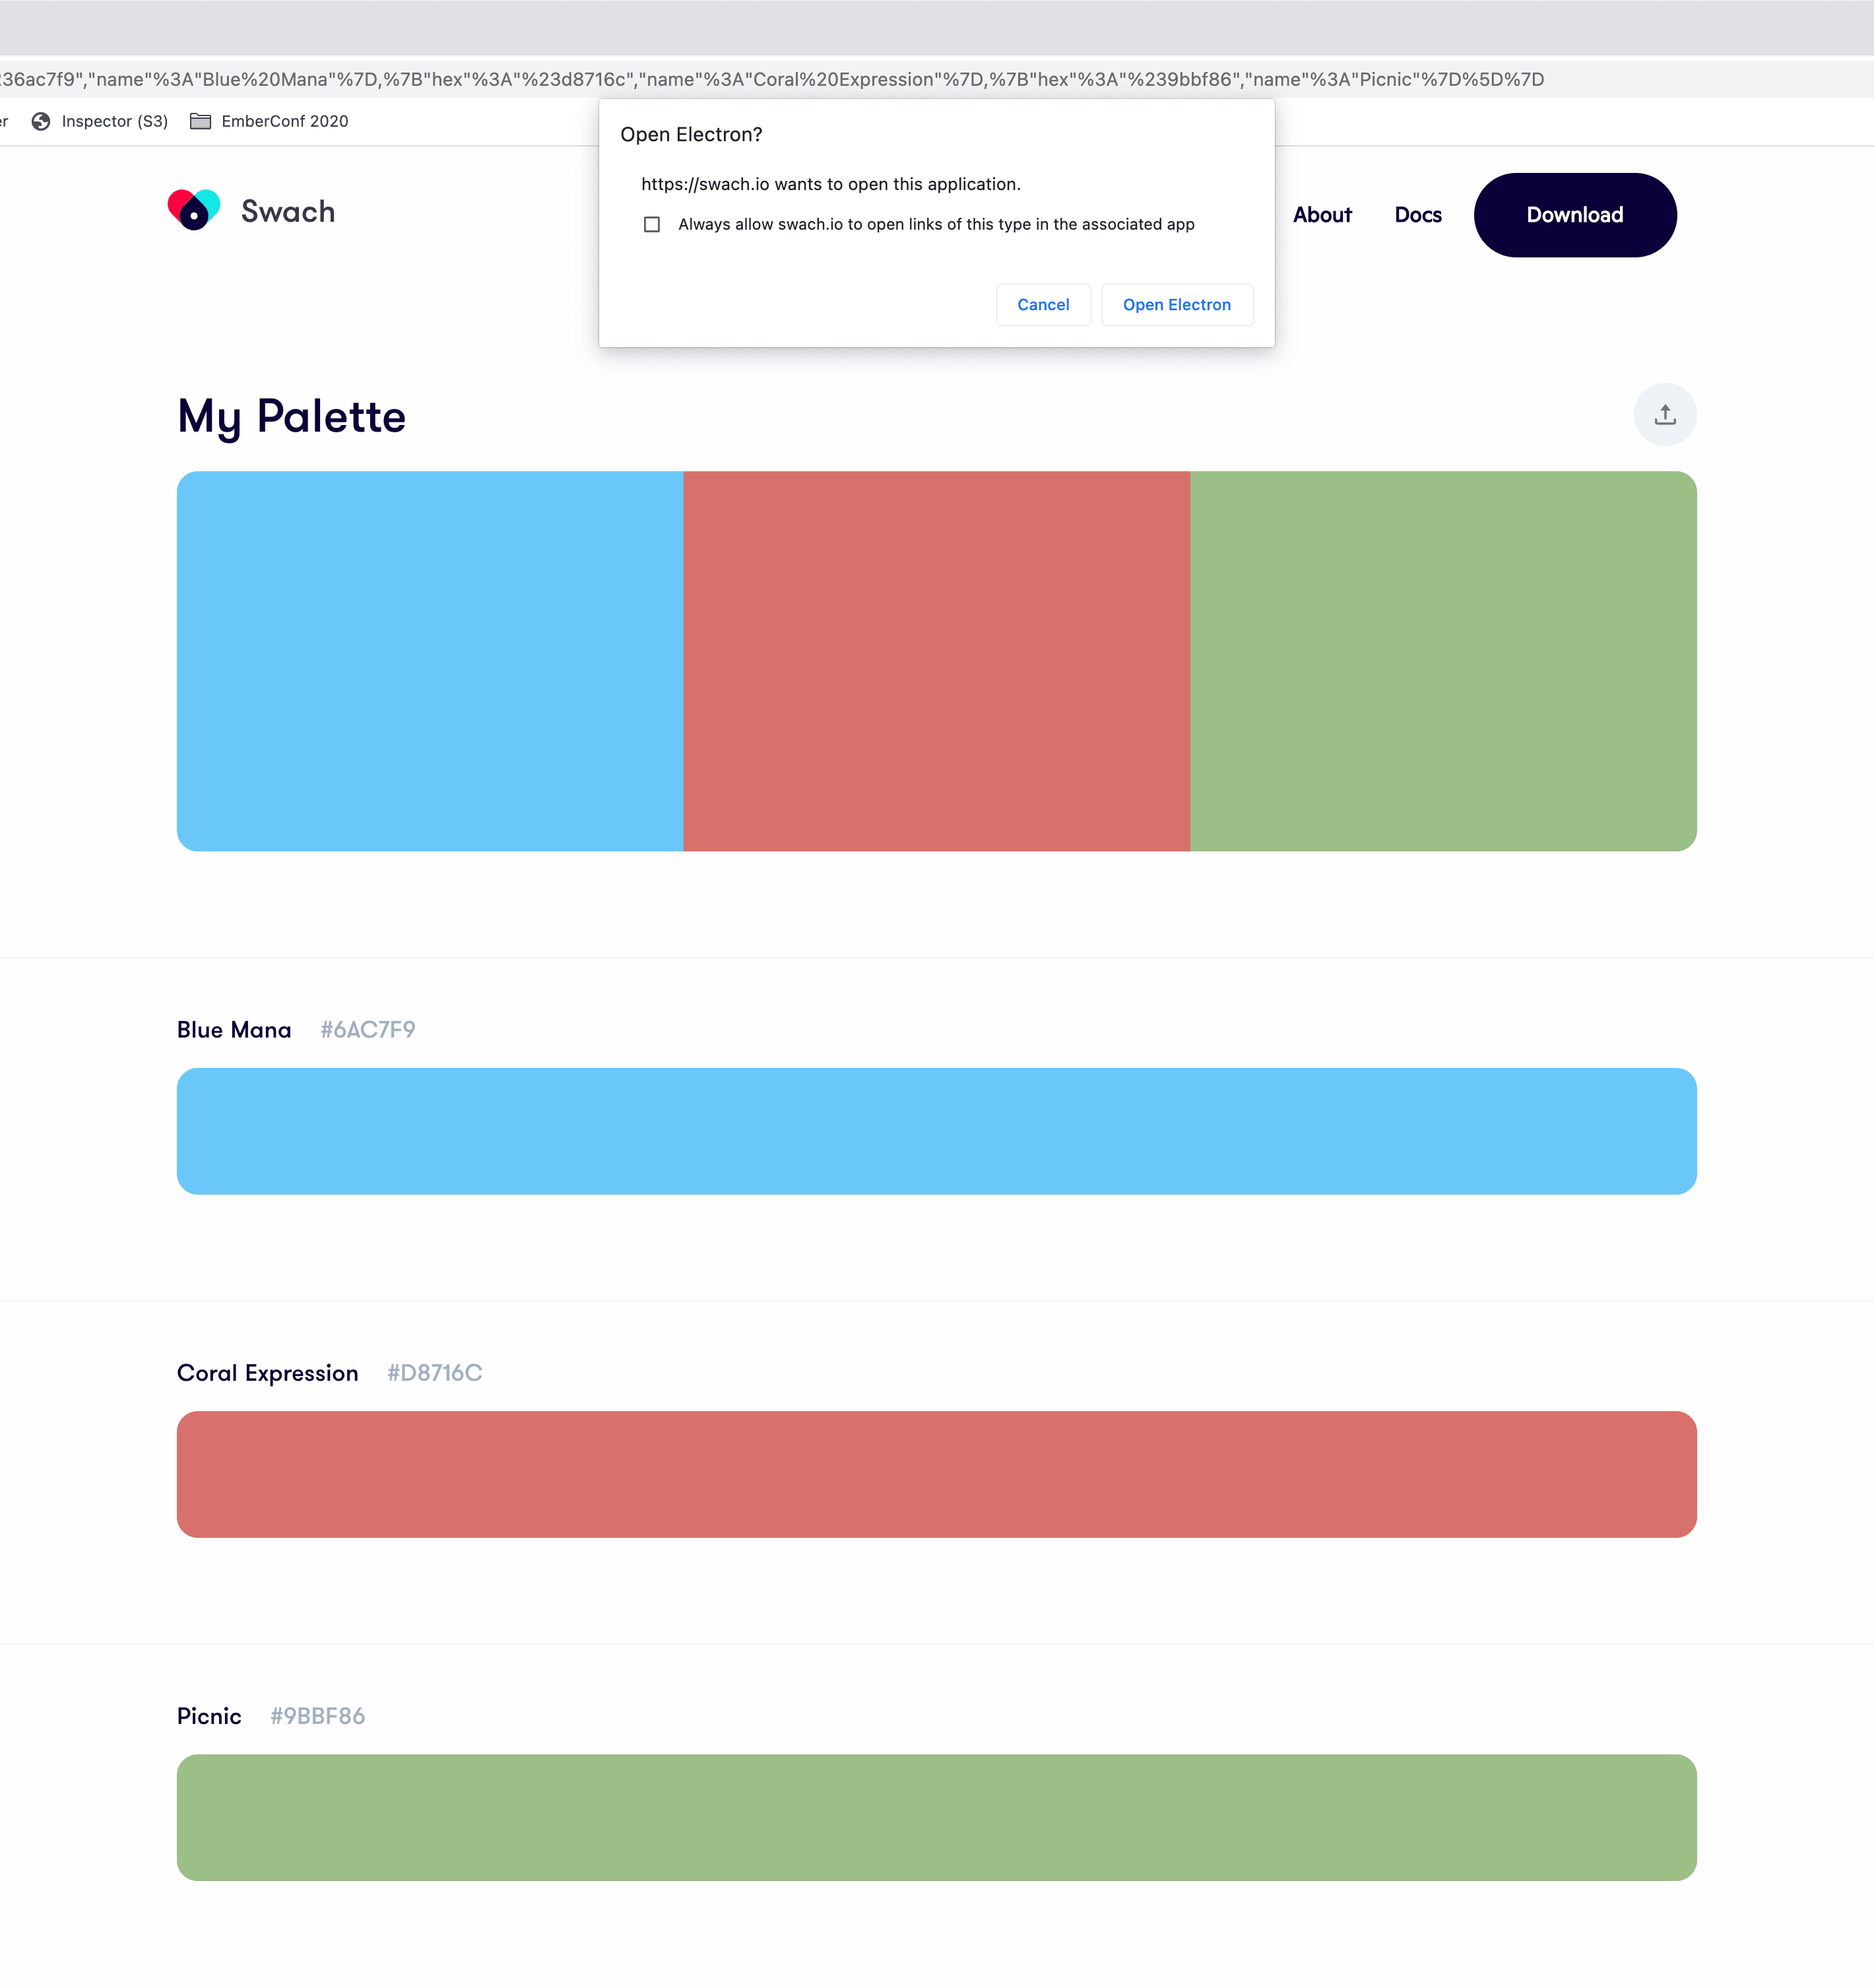 36ac7f9","name"%3A"Blue%20Mana"%7D,%7B"hex"%3A"%23d8716c","name"%3A"Coral%20Expression"%7D,%7B"hex"%3A"%239bbf86","name"%3A"Picnic"%7D%5D%7D
Inspector (S3) EmberConf 2020
Open Electron?
https://swach.io wants to open this application.
Always allow swach.io to open links of this type in the associated app
Cancel Open Electron
Swach
About Docs Download
My Palette
Blue Mana #6AC7F9
Coral Expression #D8716C
Picnic #9BBF86